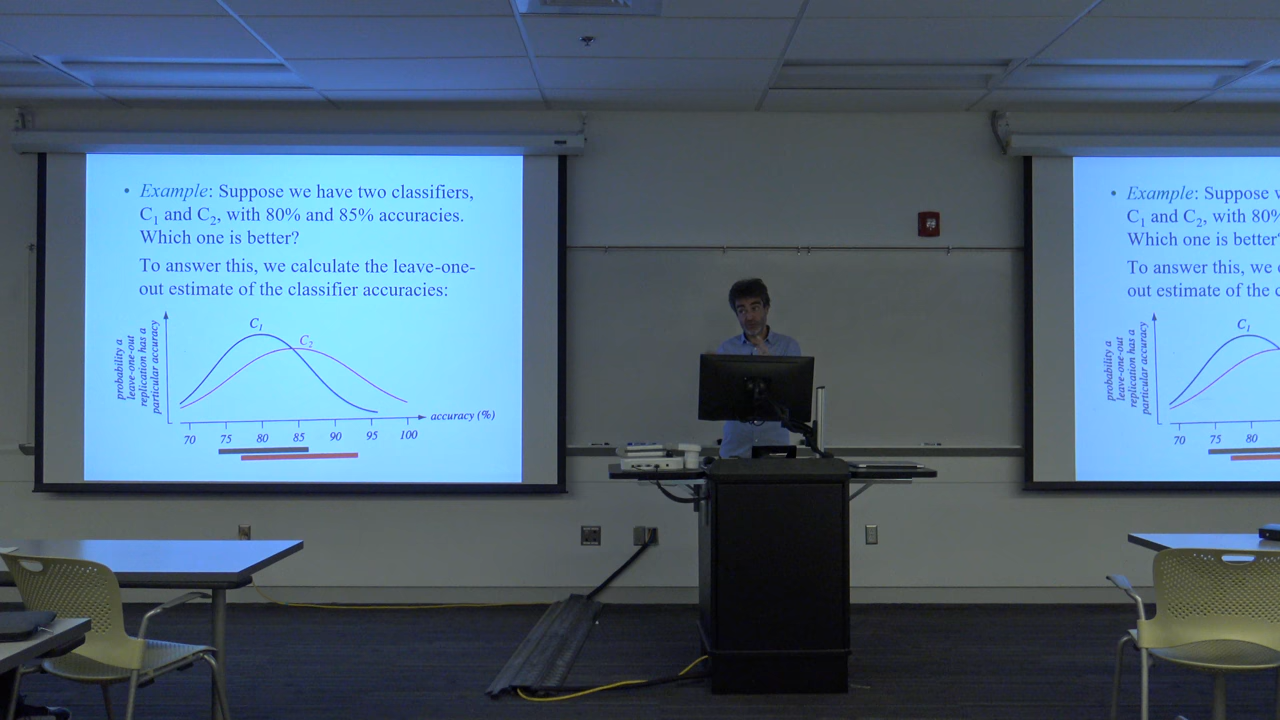 • Example: Suppose we have two classifiers,
C1 and C2, with 80% and 85% accuracies.
Which one is better?
To answer this, we calculate the leave-one-
out estimate of the classifier accuracies:
probability a
leave-one-out
replication has a
particular accuracy
C1
C2
accuracy (%)
70 75 80 85 90 95 100
• Example: Suppose
C1 and C2, with 80%
Which one is better?
To answer this, we
out estimate of the
probability a
leave-one-out
replication has a
particular accuracy
C1
70 75 80